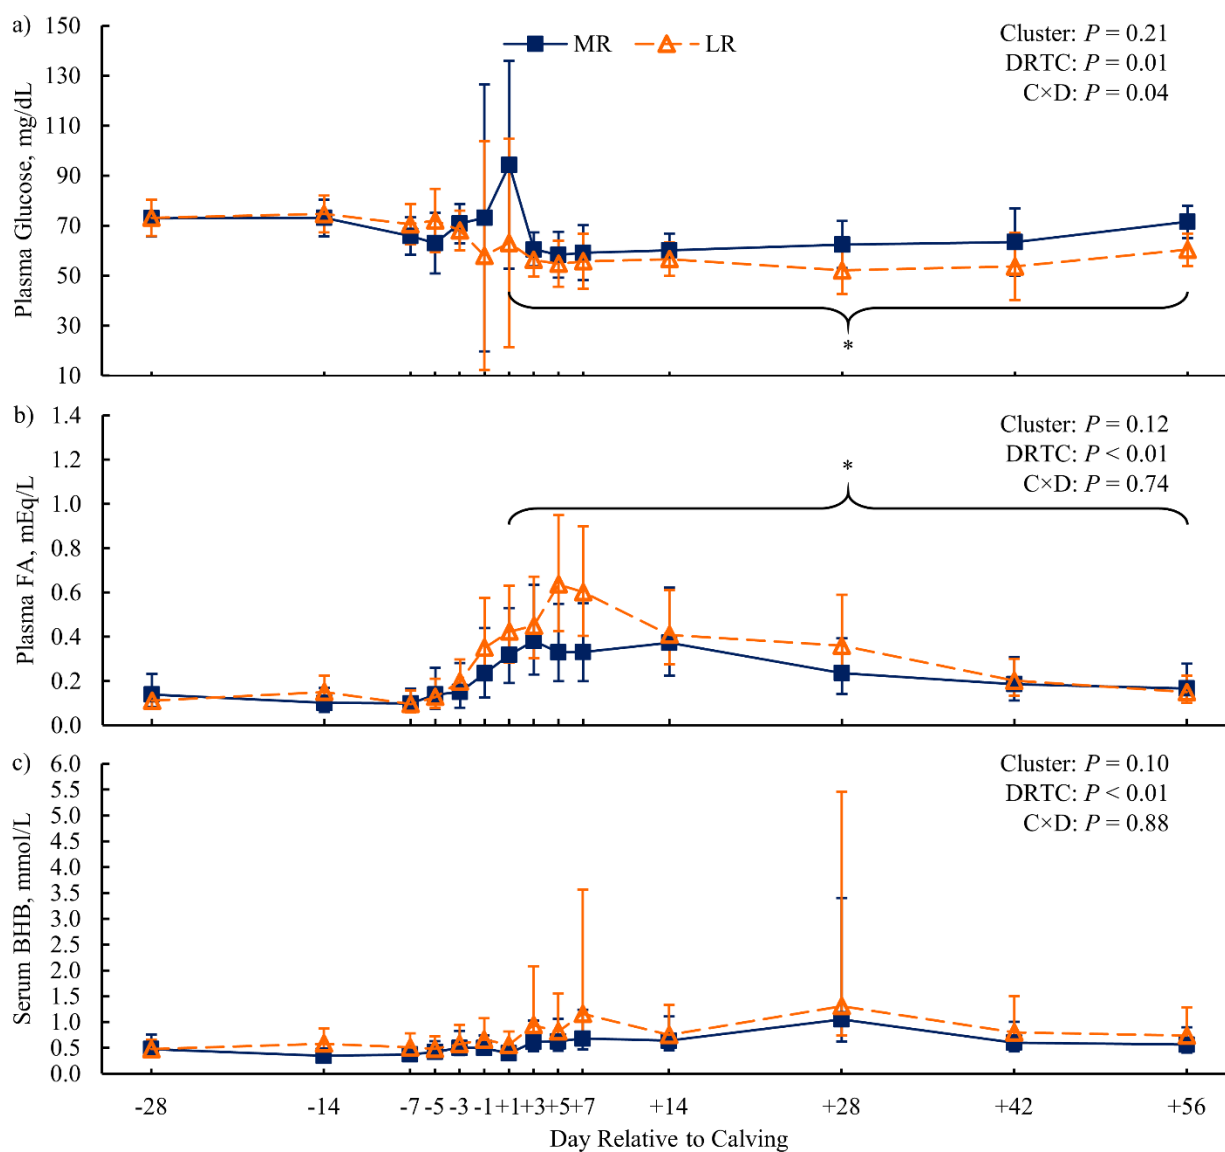 a)
MR LR
Cluster: P = 0.21
DRTC: P = 0.01
C×D: P = 0.04
Plasma Glucose, mg/dL
150
130
110
90
70
50
30
10
*
b)
Cluster: P = 0.12
DRTC: P < 0.01
C×D: P = 0.74
Plasma FA, mEq/L
1.4
1.2
1.0
0.8
0.6
0.4
0.2
0.0
*
c)
Cluster: P = 0.10
DRTC: P < 0.01
C×D: P = 0.88
Serum BHB, mmol/L
6.0
5.5
5.0
4.5
4.0
3.5
3.0
2.5
2.0
1.5
1.0
0.5
0.0
-28 -14 -7 -5 -3 -1 +1 +3 +5 +7 +14 +28 +42 +56
Day Relative to Calving